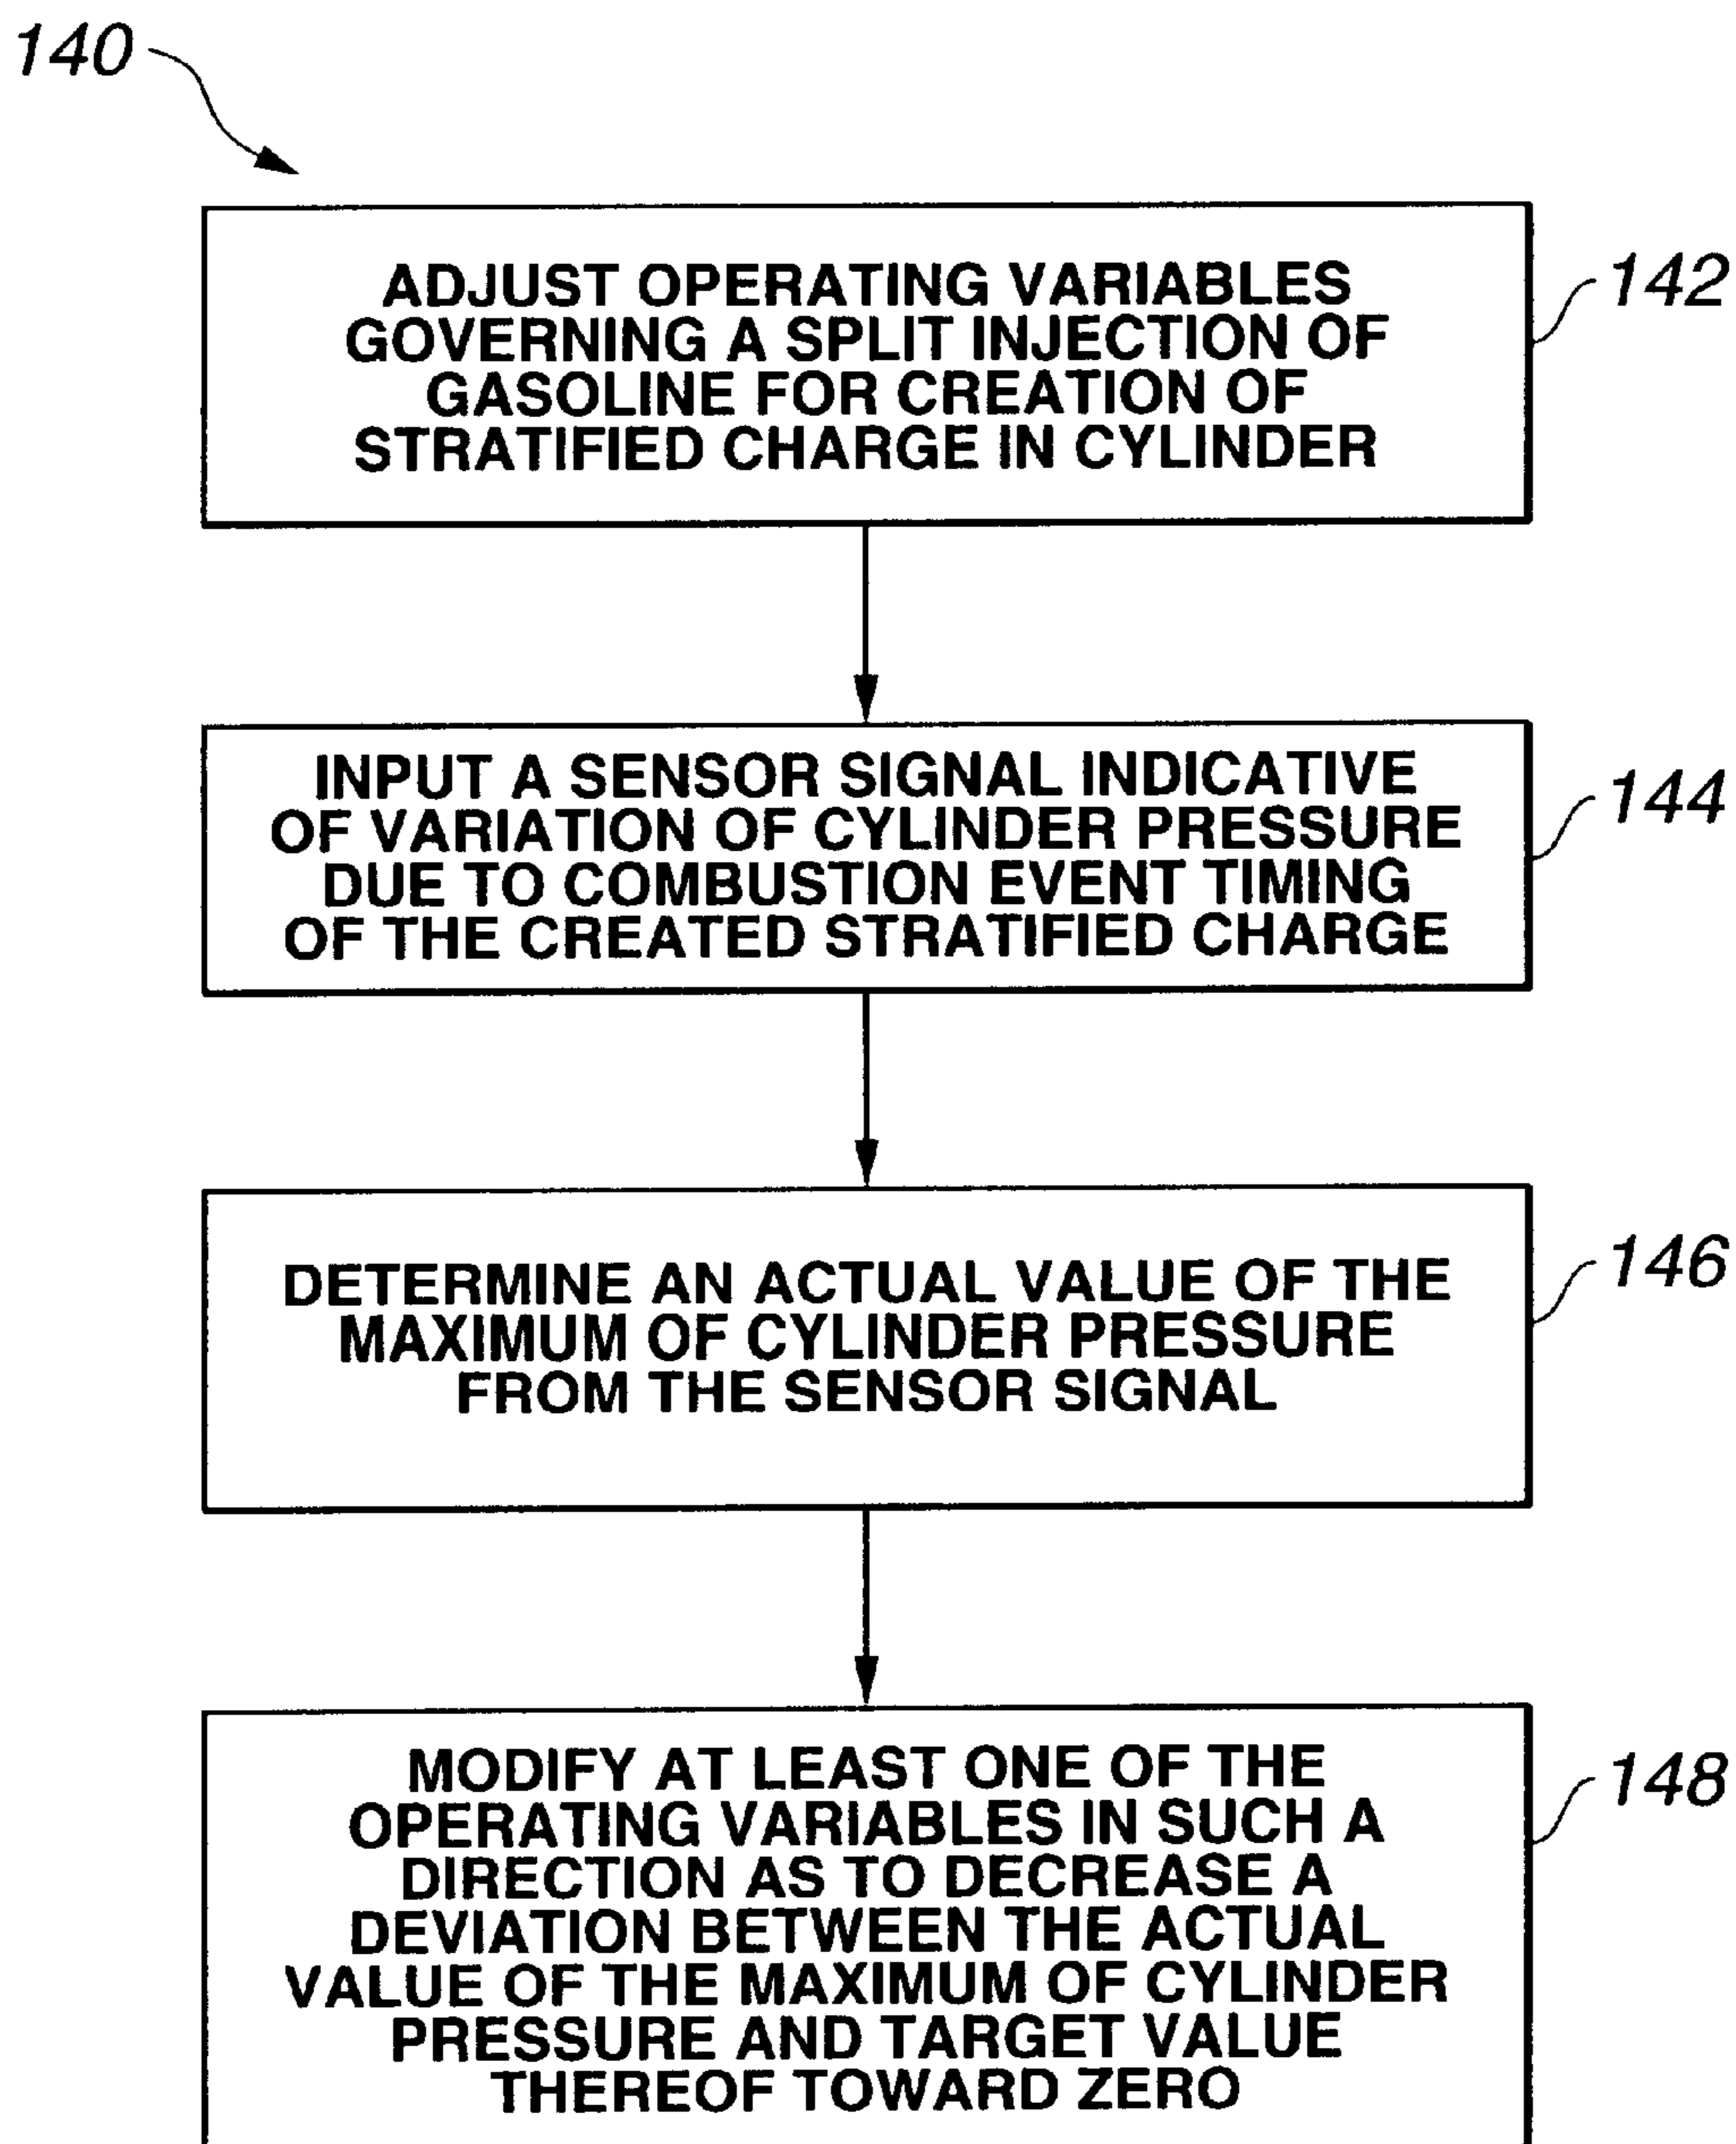 140
ADJUST OPERATING VARIABLES
GOVERNING A SPLIT INJECTION OF
GASOLINE FOR CREATION OF
STRATIFIED CHARGE IN CYLINDER
142
INPUT A SENSOR SIGNAL INDICATIVE
OF VARIATION OF CYLINDER PRESSURE
DUE TO COMBUSTION EVENT TIMING
OF THE CREATED STRATIFIED CHARGE
144
DETERMINE AN ACTUAL VALUE OF THE
MAXIMUM OF CYLINDER PRESSURE
FROM THE SENSOR SIGNAL
146
MODIFY AT LEAST ONE OF THE
OPERATING VARIABLES IN SUCH A
DIRECTION AS TO DECREASE A
DEVIATION BETWEEN THE ACTUAL
VALUE OF THE MAXIMUM OF CYLINDER
PRESSURE AND TARGET VALUE
THEREOF TOWARD ZERO
148